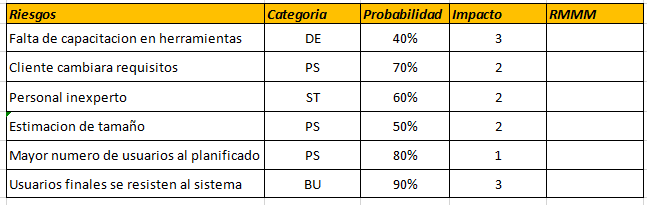 Riesgos Categoria Probabilidad Impacto RMMM
Falta de capacitacion en herramientas DE 40% 3
Cliente cambiara requisitos PS 70% 2
Personal inexperto ST 60% 2
Estimacion de tamaño PS 50% 2
Mayor numero de usuarios al planificado PS 80% 1
Usuarios finales se resisten al sistema BU 90% 3